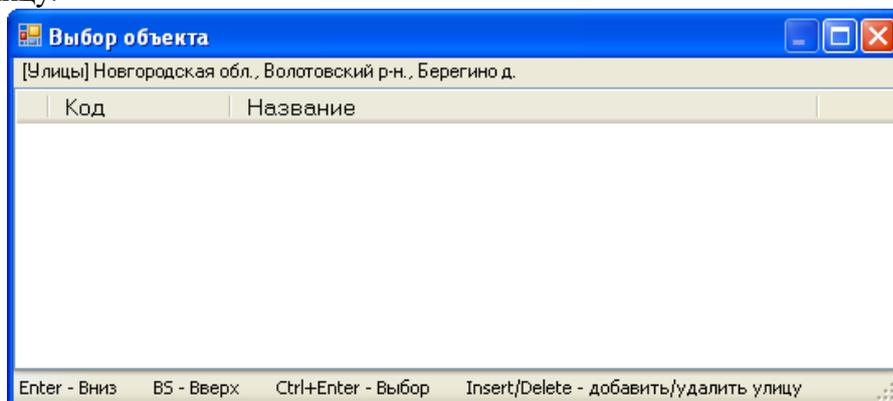 Выбор объекта
[Улицы] Новгородская обл., Волотовский р-н., Берегино д.
Код Название
Enter - Вниз BS - Вверх Ctrl+Enter - Выбор Insert/Delete - добавить/удалить улицу